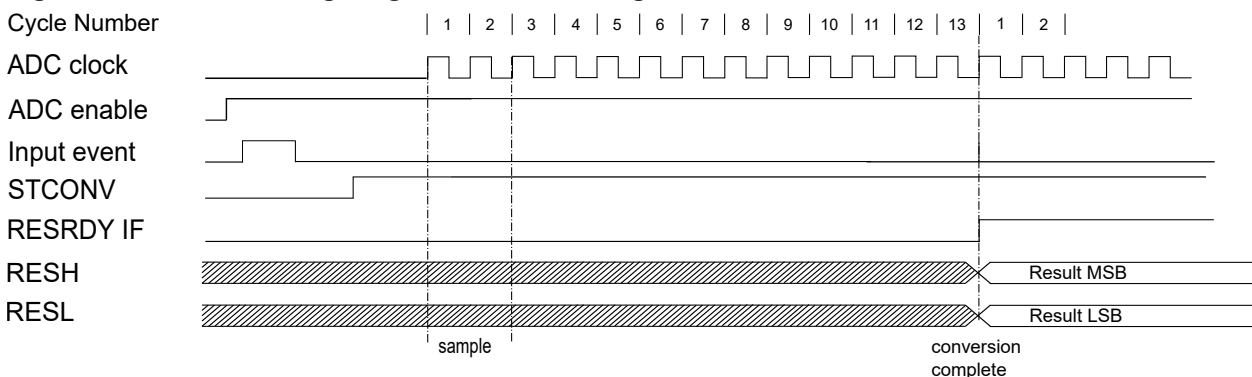 Cycle Number 1 2 3 4 5 6 7 8 9 10 11 12 13 1 2
ADC clock
ADC enable
Input event
STCONV
RESRDY IF
RESH Result MSB
RESL Result LSB
sample conversion
complete